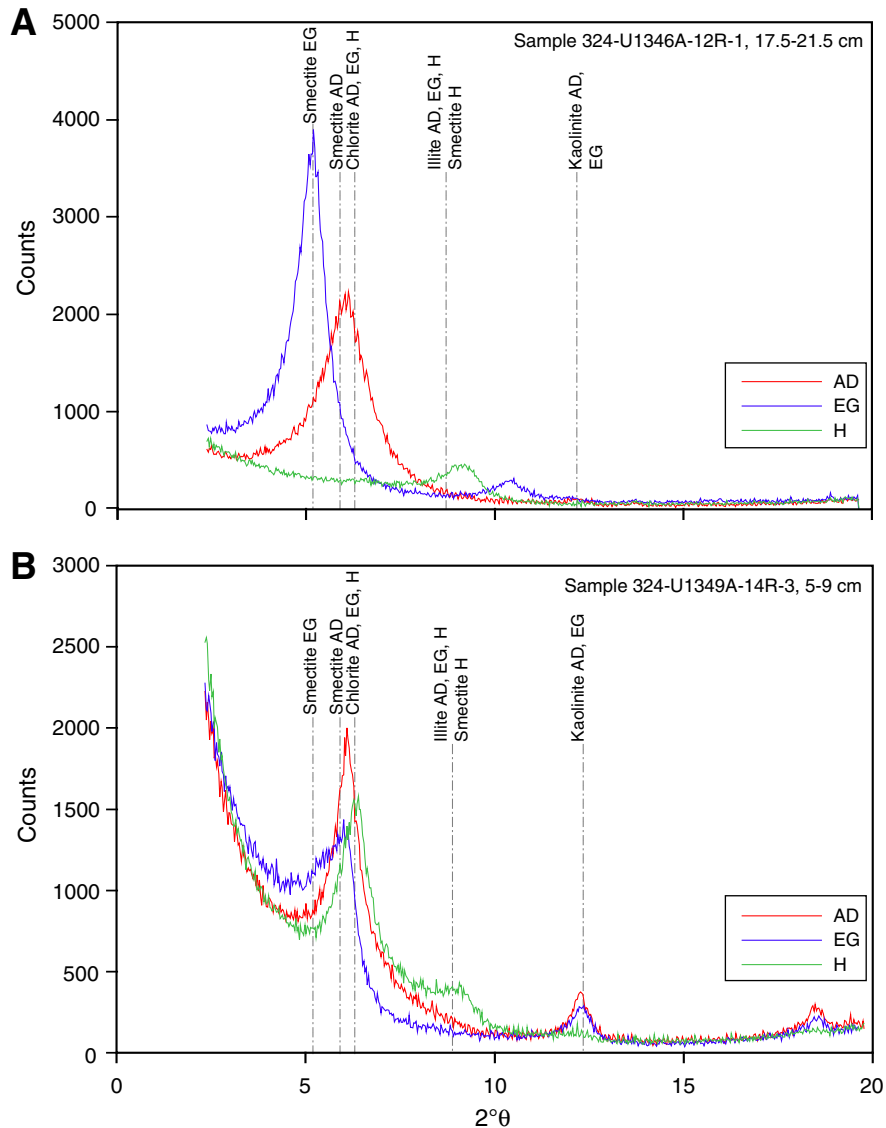 A
Sample 324-U1346A-12R-1, 17.5-21.5 cm
5000
4000
3000
2000
1000
0
Counts
Smectite EG
Smectite AD
Chlorite AD, EG, H
Illite AD, EG, H
Smectite H
Kaolinite AD,
EG
AD
EG
H
B
Sample 324-U1349A-14R-3, 5-9 cm
3000
2500
2000
1500
1000
500
0
Counts
Smectite EG
Smectite AD
Chlorite AD, EG, H
Illite AD, EG, H
Smectite H
Kaolinite AD, EG
AD
EG
H
0
5
10
15
20
2°θ